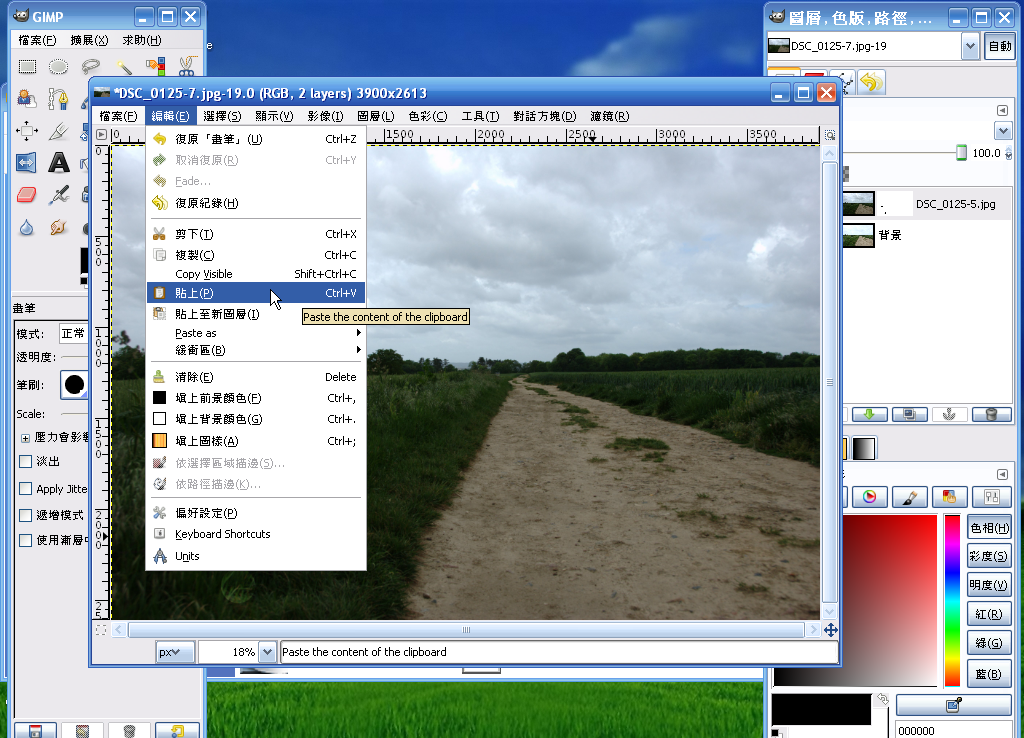 GIMP
檔案(F) 擴展(X) 求助(H)
e
畫筆
模式: 正常
透明度:
筆刷:
Scale:
壓力會影響
淡出
Apply Jitte
遞增模式
使用漸層中
*DSC_0125-7.jpg-19.0 (RGB, 2 layers) 3900x2613
檔案(F) 編輯(E) 選擇(S) 顯示(V) 影像(I) 圖層(L) 色彩(C) 工具(T) 對話方塊(D) 濾鏡(R)
0 1500 2000 2500 3000 3500
0
500
1000
1500
2000
25
復原「畫筆」(U) Ctrl+Z
取消復原(R) Ctrl+Y
Fade...
復原紀錄(H)
剪下(T) Ctrl+X
複製(C) Ctrl+C
Copy Visible Shift+Ctrl+C
貼上(P) Ctrl+V
貼上至新圖層(I)
Paste as
緩衝區(B)
清除(E) Delete
填上前景顏色(F) Ctrl+,
填上背景顏色(G) Ctrl+.
填上圖樣(A) Ctrl+;
依選擇區域描邊(S)...
依路徑描邊(K)...
偏好設定(P)
Keyboard Shortcuts
Units
Paste the content of the clipboard
px 18% Paste the content of the clipboard
圖層,色版,路徑,...
DSC_0125-7.jpg-19 自動
100.0
DSC_0125-5.jpg
背景
色相(H)
彩度(S)
明度(V)
紅(R)
綠(G)
藍(B)
000000